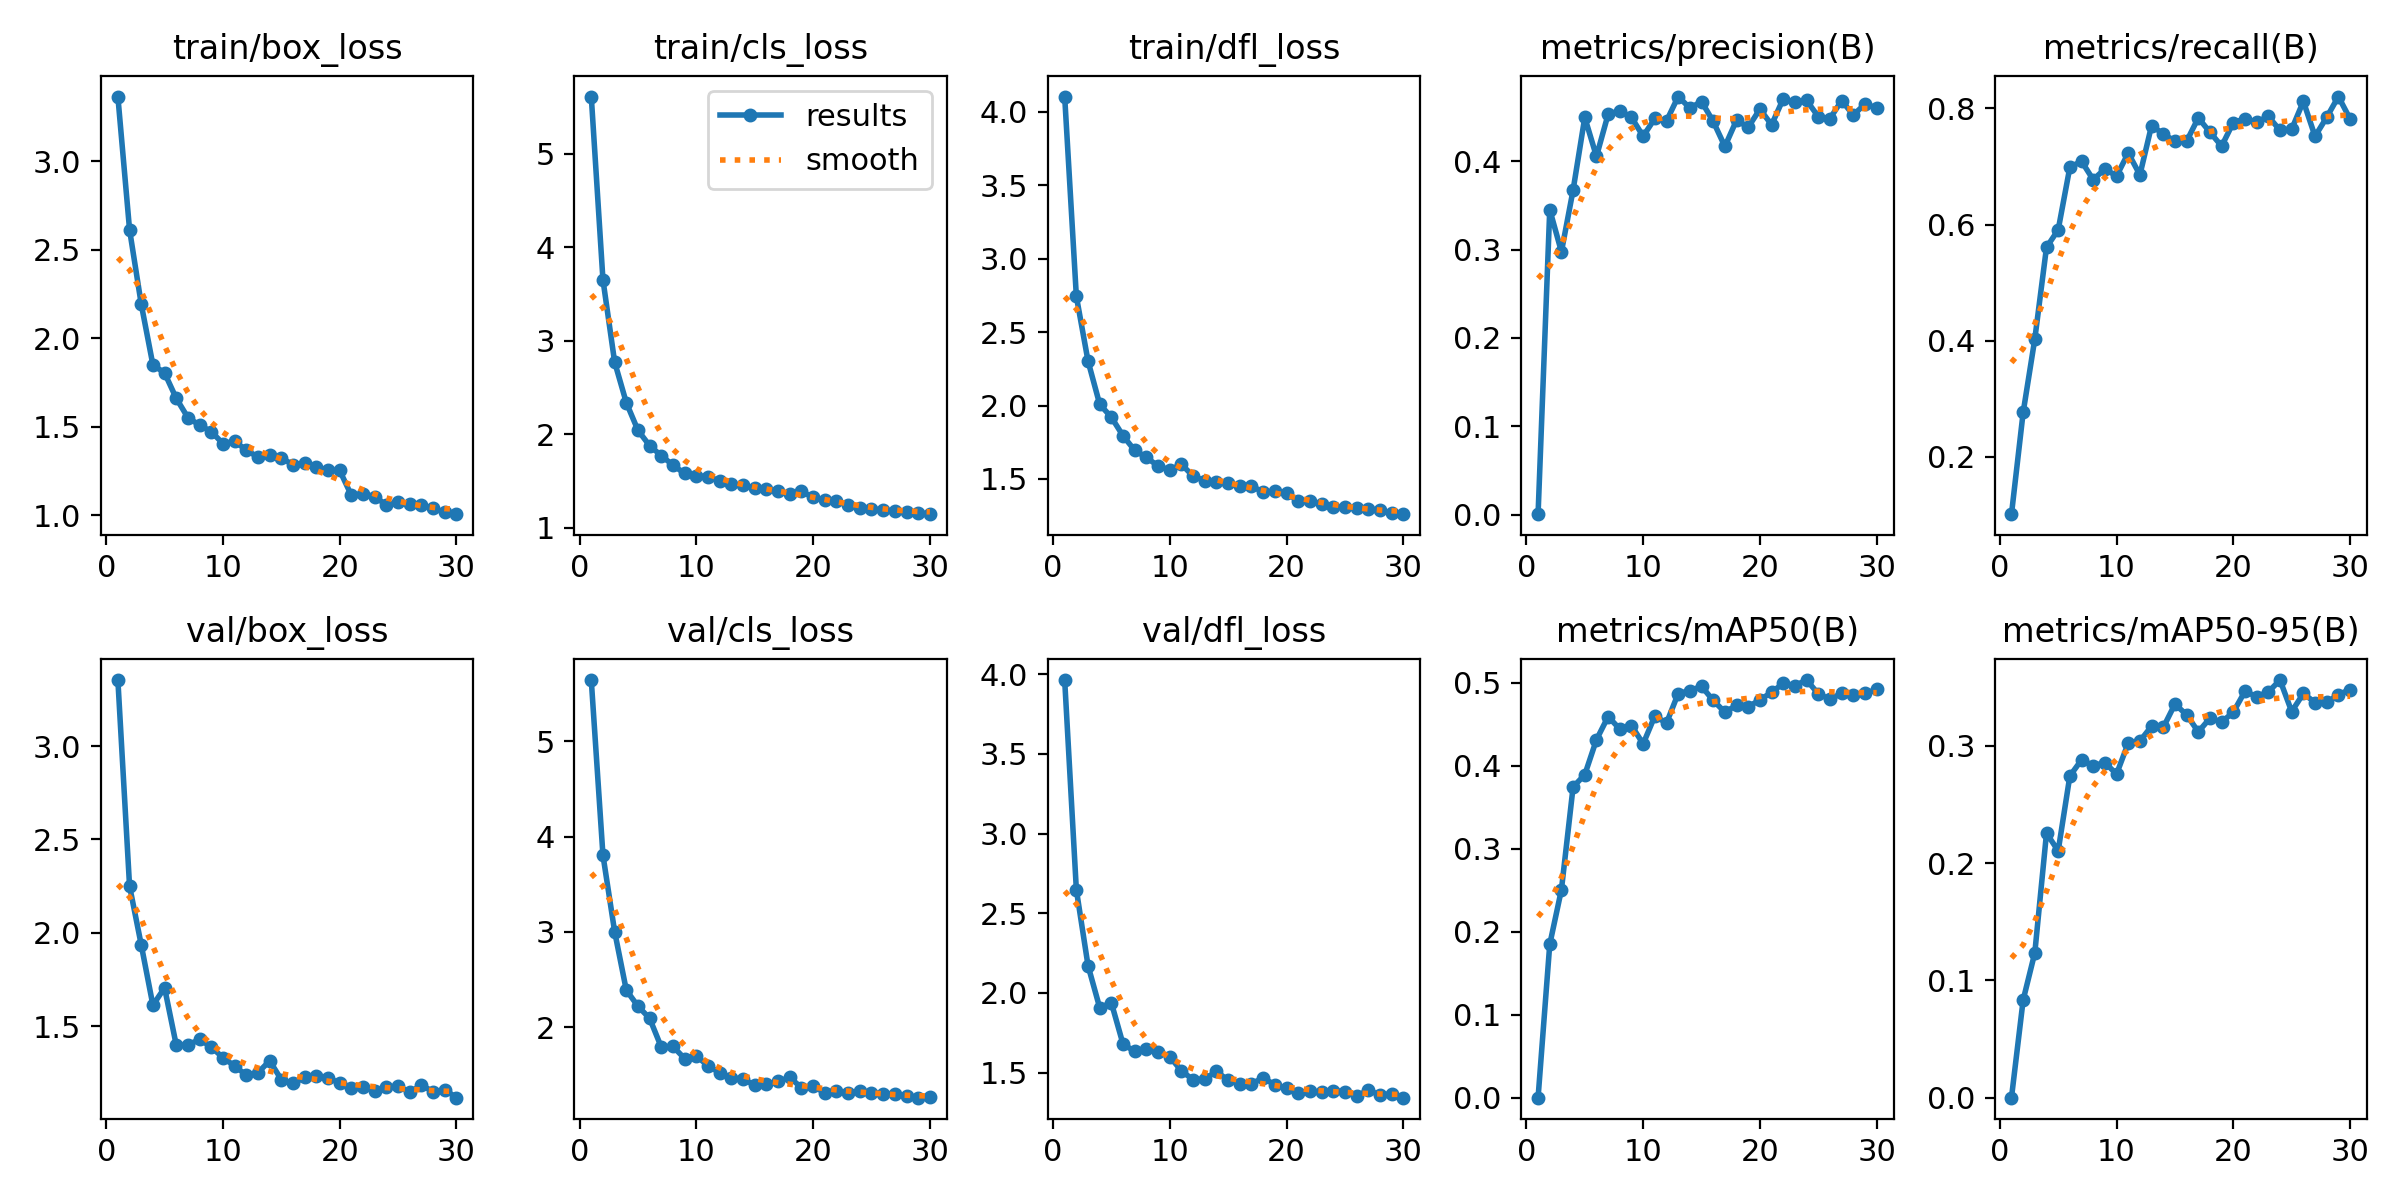 train/box_loss
train/cls_loss
train/dfl_loss
metrics/precision(B)
metrics/recall(B)
3.0
2.5
2.0
1.5
1.0
0 10 20 30
results
smooth
5
4
3
2
1
0 10 20 30
4.0
3.5
3.0
2.5
2.0
1.5
0 10 20 30
0.4
0.3
0.2
0.1
0.0
0 10 20 30
0.8
0.6
0.4
0.2
0 10 20 30
val/box_loss
val/cls_loss
val/dfl_loss
metrics/mAP50(B)
metrics/mAP50-95(B)
3.0
2.5
2.0
1.5
0 10 20 30
5
4
3
2
0 10 20 30
4.0
3.5
3.0
2.5
2.0
1.5
0 10 20 30
0.5
0.4
0.3
0.2
0.1
0.0
0 10 20 30
0.3
0.2
0.1
0.0
0 10 20 30